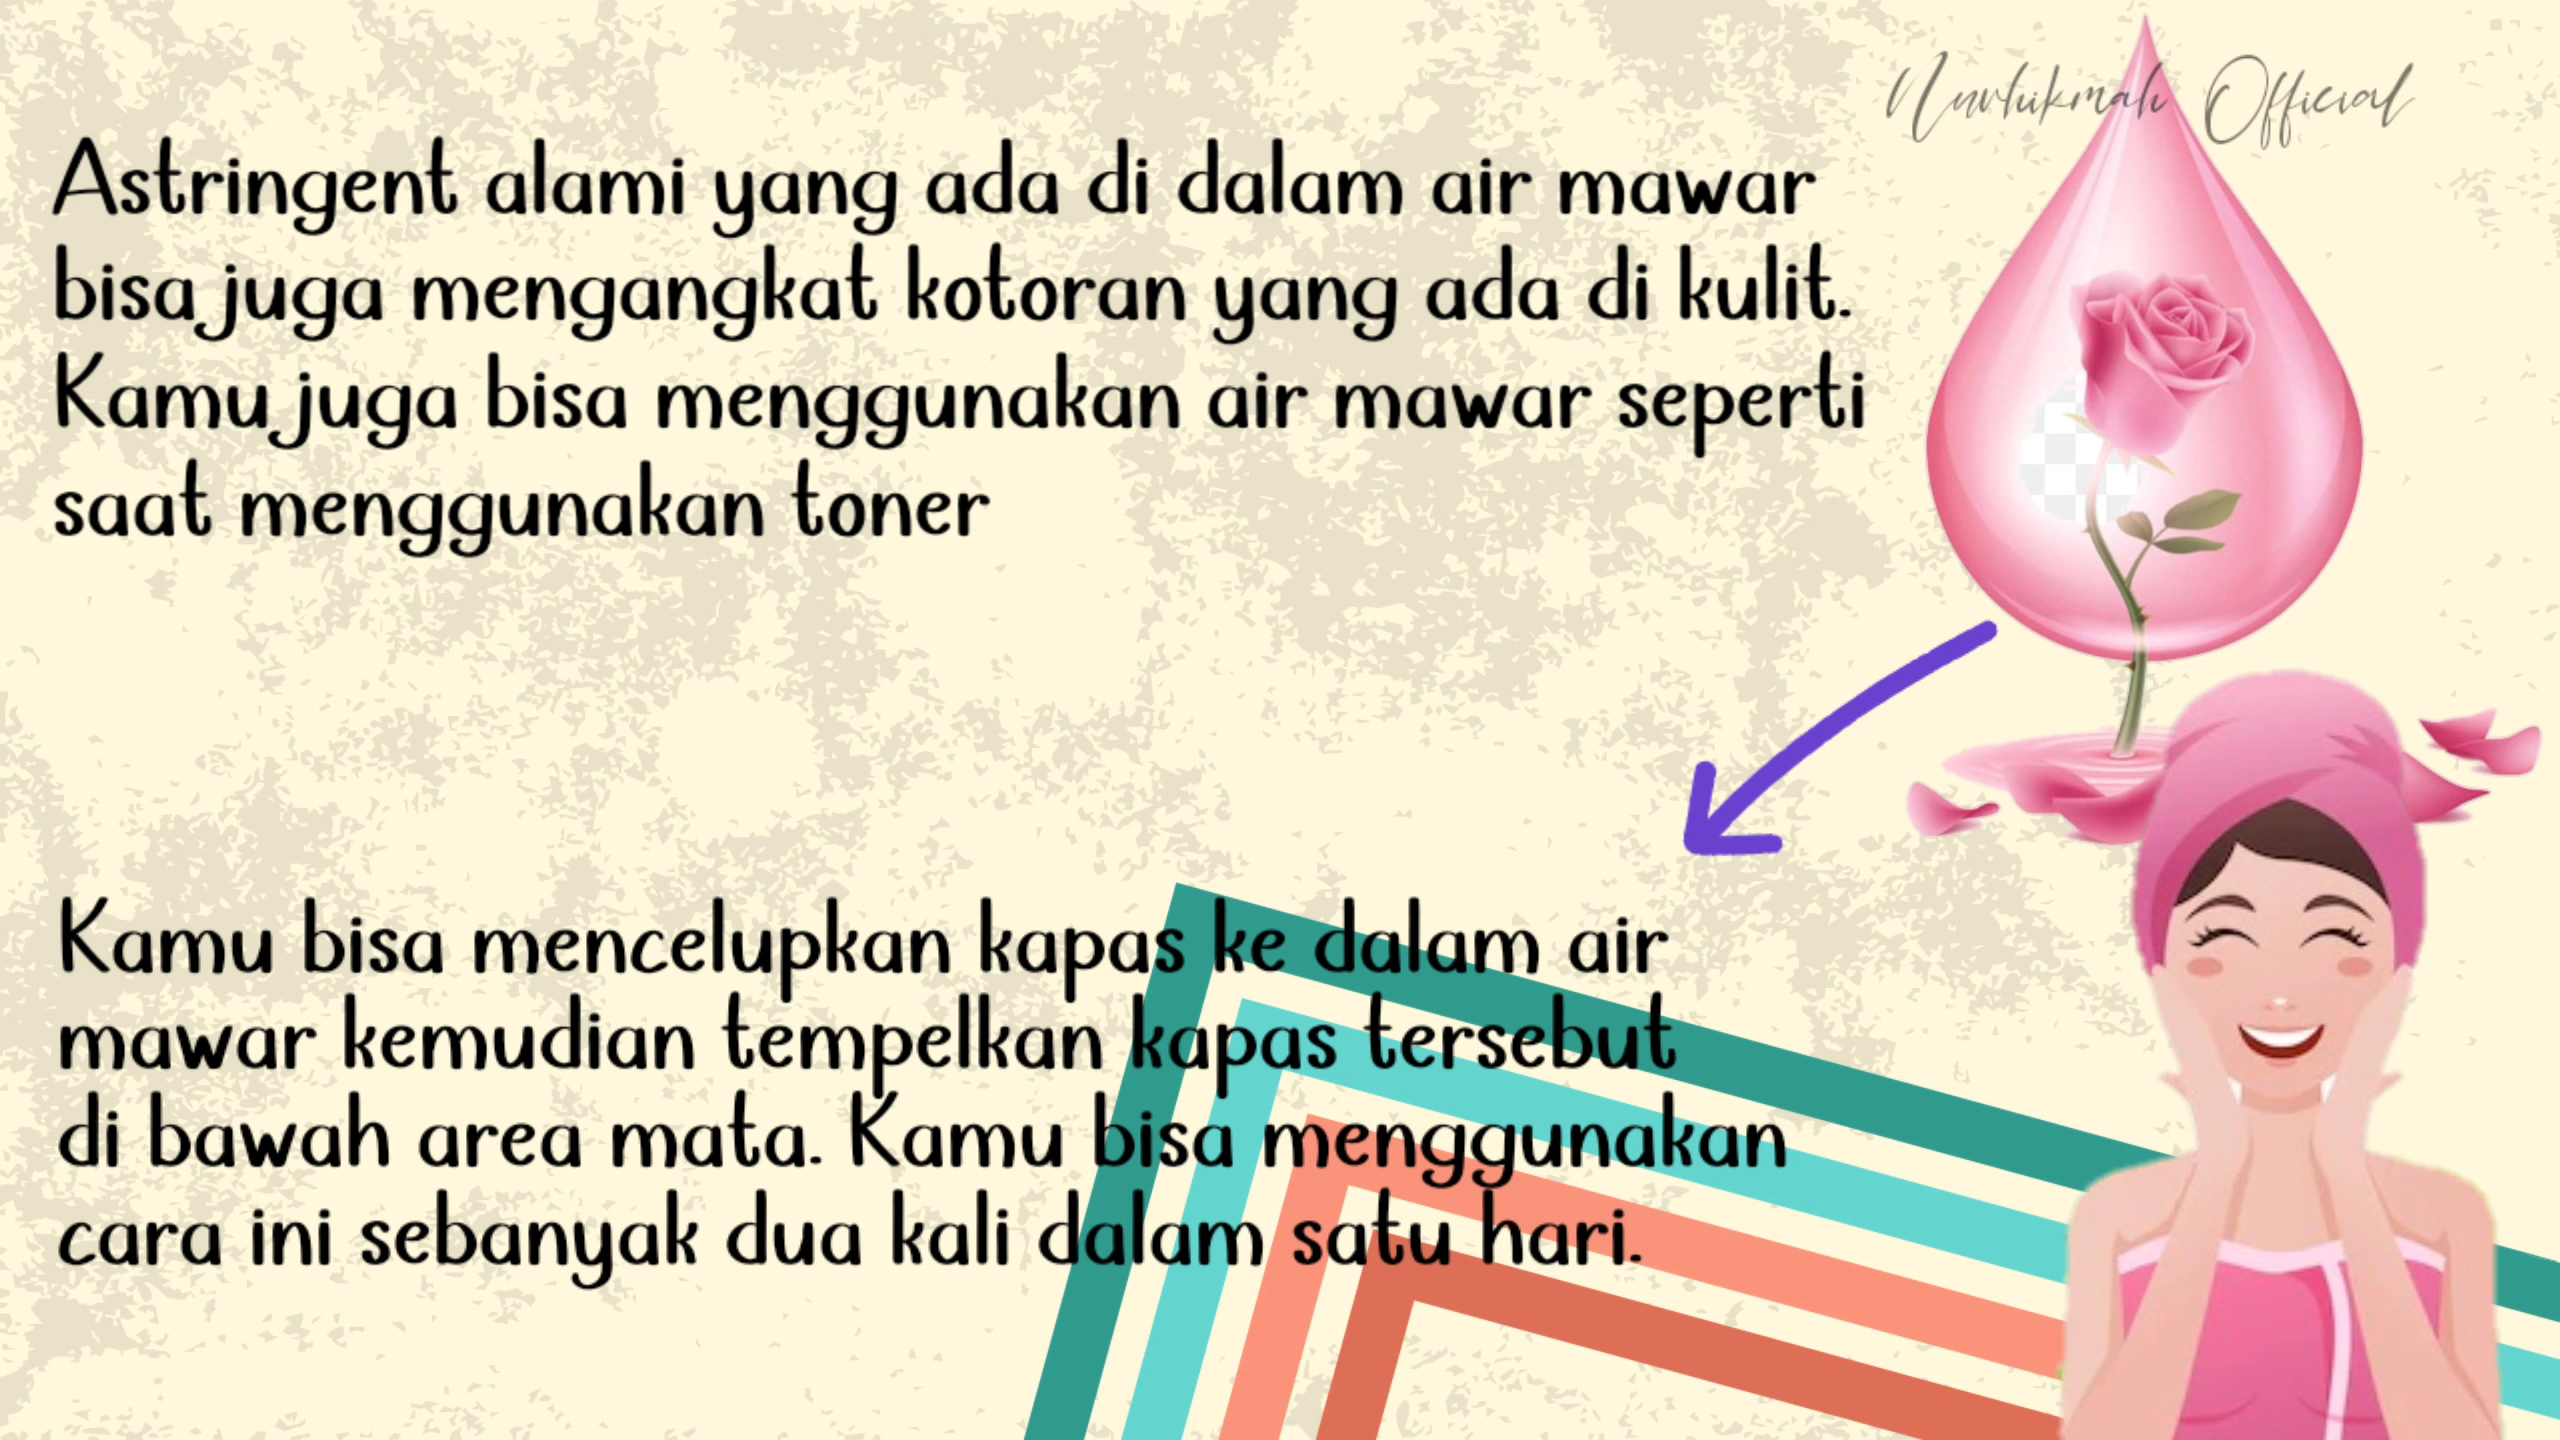 Nurhikmah Official
Astringent alami yang ada di dalam air mawar
bisa juga mengangkat kotoran yang ada di kulit.
Kamu juga bisa menggunakan air mawar seperti
saat menggunakan toner
Kamu bisa mencelupkan kapas ke dalam air
mawar kemudian tempelkan kapas tersebut
di bawah area mata. Kamu bisa menggunakan
cara ini sebanyak dua kali dalam satu hari.